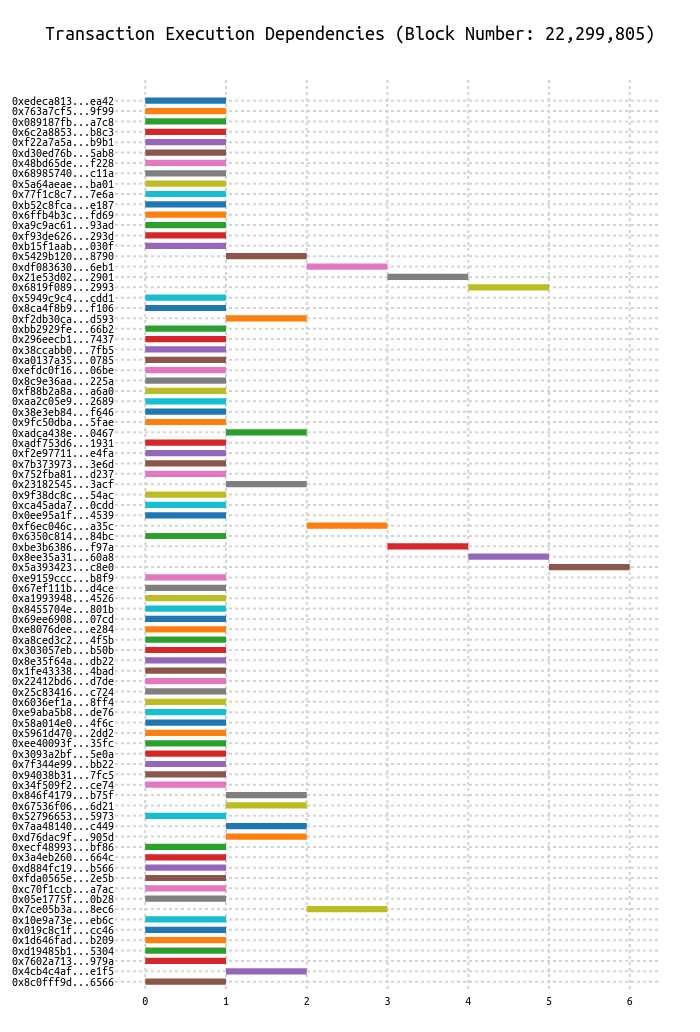 Transaction Execution Dependencies (Block Number: 22,299,805)
0xedeca813...ea42
0x763a7cf5...9f99
0x089187fb...a7c8
0x6c2a8853...b8c3
0xf22a7a5a...b9b1
0xd30ed76b...5ab8
0x48bd65de...f228
0x68985740...c11a
0x5a64aeae...ba01
0x77f1c8c7...7e6a
0xb52c8fca...e187
0x6ffb4b3c...fd69
0xa9c9ac61...93ad
0xf93de626...293d
0xb15f1aab...030f
0x5429b120...8790
0xdf083630...6eb1
0x21e53d02...2901
0x6819f089...2993
0x5949c9c4...cdd1
0x8ca4f8b9...f106
0xf2db30ca...d593
0xbb2929fe...66b2
0x296eecb1...7437
0x38ccabb0...7fb5
0xa0137a35...0785
0xefdc0f16...06be
0x8c9e36aa...225a
0xf88b2a8a...a6a0
0xaa2c05e9...2689
0x38e3eb84...f646
0x9fc50dba...5fae
0xadca438e...0467
0xadf753d6...1931
0xf2e97711...e4fa
0x7b373973...3e6d
0x752fba81...d237
0x23182545...3acf
0x9f38dc8c...54ac
0xca45ada7...0cdd
0x0ee95a1f...4539
0xf6ec046c...a35c
0x6350c814...84bc
0xbe3b6386...f97a
0x8ee35a31...60a8
0x5a393423...c8e0
0xe9159ccc...b8f9
0x67ef111b...d4ce
0xa1993948...4526
0x8455704e...801b
0x69ee6908...07cd
0xe8076dee...e284
0xa8ced3c2...4f5b
0x303057eb...b50b
0x8e35f64a...db22
0x1fe43338...4bad
0x22412bd6...d7de
0x25c83416...c724
0x6036ef1a...8ff4
0xe9aba5b8...de76
0x58a014e0...4f6c
0x5961d470...2dd2
0xee40093f...35fc
0x3093a2bf...5e0a
0x7f344e99...bb22
0x94038b31...7fc5
0x34f509f2...ce74
0x846f4179...b75f
0x67536f06...6d21
0x52796653...5973
0x7aa48140...c449
0xd76dac9f...905d
0xecf48993...bf86
0x3a4eb260...664c
0xd884fc19...b566
0xfda0565e...2e5b
0xc70f1ccb...a7ac
0x05e1775f...0b28
0x7ce05b3a...8ec6
0x10e9a73e...eb6c
0x019c8c1f...cc46
0x1d646fad...b209
0xd19485b1...5304
0x7602a713...979a
0x4cb4c4af...e1f5
0x8c0fff9d...6566
0 1 2 3 4 5 6